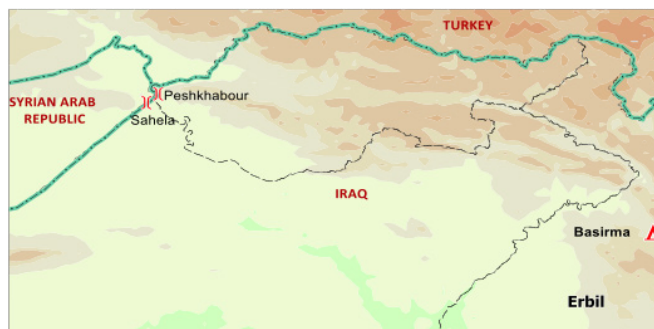 TURKEY
SYRIAN ARAB
REPUBLIC
Peshkhabour
Sahela
IRAQ
Basirma
Erbil